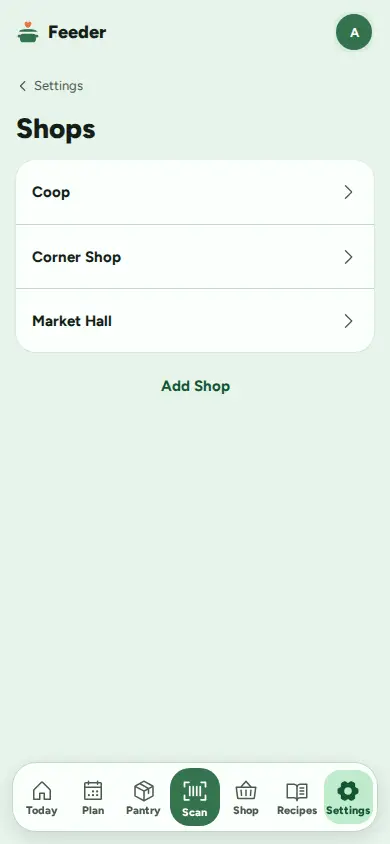 Feeder
A
Settings
Shops
Coop
Corner Shop
Market Hall
Add Shop
Today
Plan
Pantry
Scan
Shop
Recipes
Settings